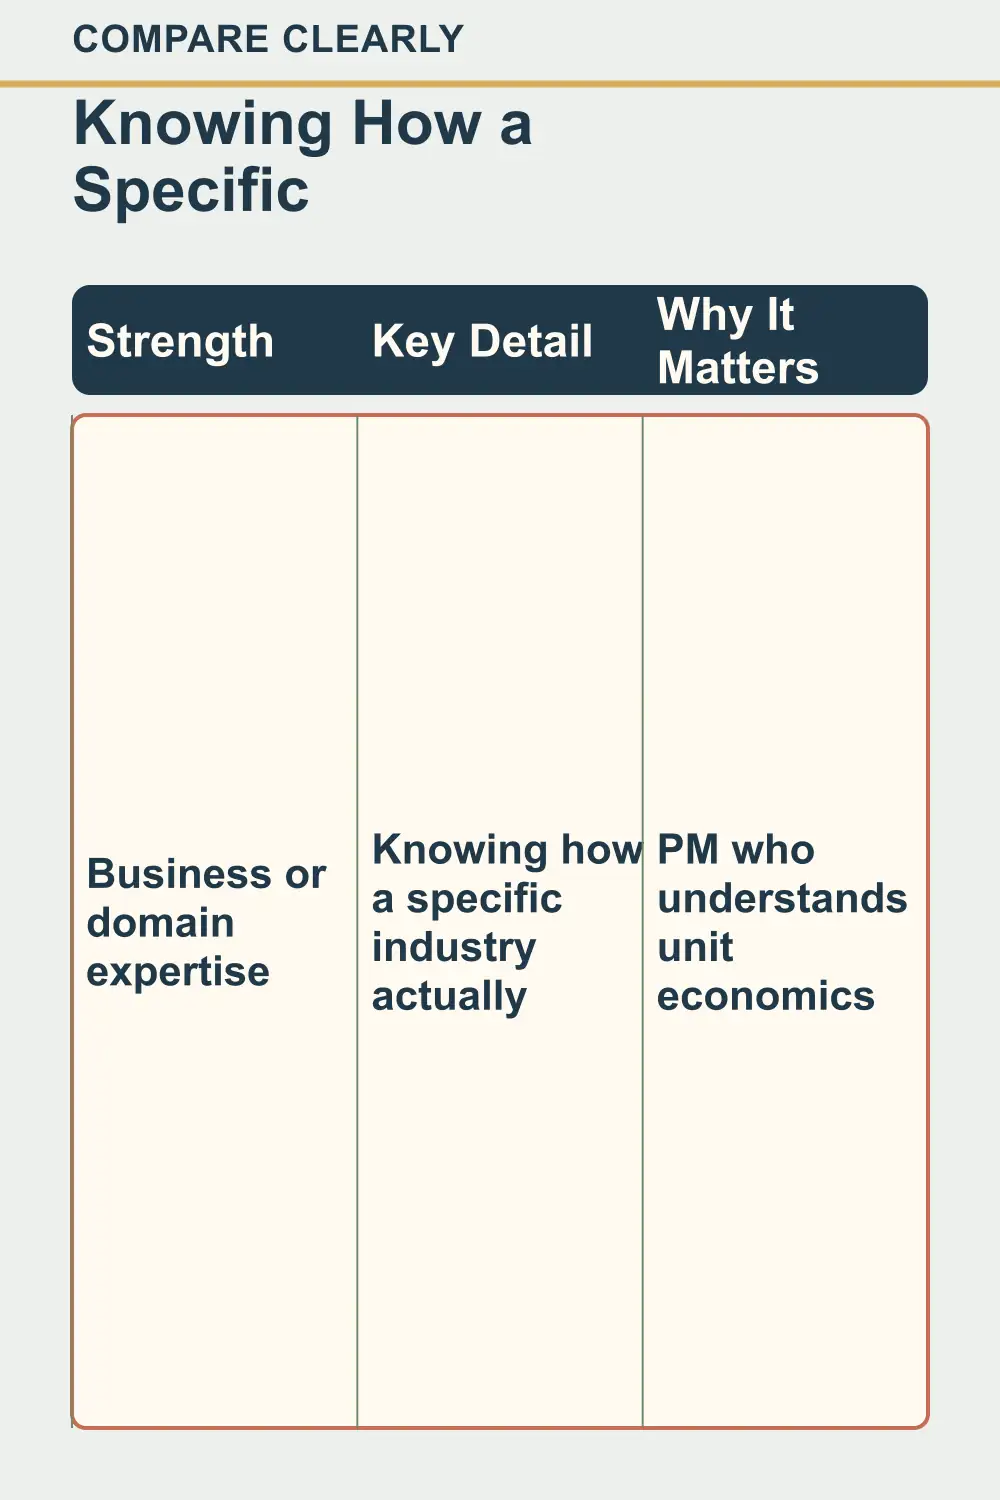 COMPARE CLEARLY
Knowing How a
Specific
Strength
Key Detail
Why It
Matters
Business or
domain
expertise
Knowing how
a specific
industry
actually
PM who
understands
unit
economics